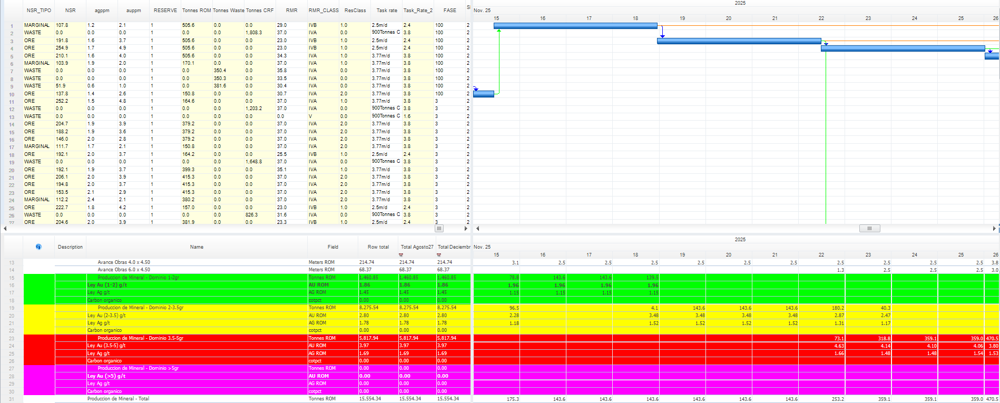 NSR_TIPO NSR agppm auppm RESERVE Tonnes ROM Tonnes Waste Tonnes CRF RMR RMR_CLASS ResClass Task rate Task_Rate_2 FASE
2025
Nov. 25
15 16 17 18 19 20 21 22 23 24 25 26
1 MARGINAL 107.8 1.2 2.1 1 505.6 0.0 0.0 29.0 IVB 1.0 2.5m/d 2.4 100 2
2 WASTE 0.0 0.0 0.0 1 0.0 0.0 1,808.3 37.0 IVA 0.0 900Tonnes C 3.8 100 2
3 ORE 191.8 1.6 3.7 1 505.6 0.0 0.0 23.0 IVB 1.0 2.5m/d 2.4 100 2
4 ORE 254.9 1.7 4.9 1 505.6 0.0 0.0 23.0 IVB 1.0 2.5m/d 2.4 100 2
5 ORE 210.1 1.6 4.0 1 505.6 0.0 0.0 34.3 IVA 1.0 3.77m/d 3.8 100 2
6 MARGINAL 103.9 1.9 2.0 1 170.1 0.0 0.0 37.0 IVA 1.0 3.77m/d 3.8 100 2
7 WASTE 0.0 0.0 0.0 1 0.0 350.4 0.0 35.8 IVA 0.0 3.77m/d 3.8 100 2
8 WASTE 0.0 0.0 0.0 1 0.0 350.3 0.0 33.5 IVA 0.0 3.77m/d 3.8 100 2
9 WASTE 51.9 0.6 1.0 1 0.0 381.6 0.0 30.4 IVA 0.0 3.77m/d 3.8 100 2
10 ORE 137.8 1.4 2.6 1 150.8 0.0 0.0 30.7 IVA 2.0 3.77m/d 3.8 100 2
11 ORE 252.2 1.5 4.8 1 164.6 0.0 0.0 37.0 IVA 1.0 3.77m/d 3.8 3 2
12 WASTE 0.0 0.0 0.0 1 0.0 0.0 1,203.2 37.0 IVA 0.0 900Tonnes C 3.8 3 2
13 WASTE 0.0 0.0 0.0 1 0.0 0.0 0.0 0.0 V 0.0 900Tonnes C 1.6 3 2
14 ORE 204.7 1.9 3.9 1 379.2 0.0 0.0 37.0 IVA 2.0 3.77m/d 3.8 3 2
15 ORE 188.2 1.9 3.6 1 379.2 0.0 0.0 37.0 IVA 2.0 3.77m/d 3.8 3 2
16 ORE 146.0 2.0 2.8 1 379.2 0.0 0.0 37.0 IVA 2.0 3.77m/d 3.8 3 2
17 MARGINAL 111.7 1.7 2.1 1 150.8 0.0 0.0 37.0 IVA 2.0 3.77m/d 3.8 3 2
18 ORE 192.1 2.0 3.7 1 164.2 0.0 0.0 25.5 IVB 1.0 2.5m/d 2.4 3 2
19 WASTE 0.0 0.0 0.0 1 0.0 0.0 1,648.8 37.0 IVA 0.0 900Tonnes C 3.8 3 2
20 ORE 192.1 1.9 3.7 1 399.3 0.0 0.0 35.1 IVA 1.0 3.77m/d 3.8 3 2
21 ORE 206.1 2.0 3.9 1 415.3 0.0 0.0 37.0 IVA 2.0 3.77m/d 3.8 3 2
22 ORE 194.8 2.0 3.7 1 415.3 0.0 0.0 37.0 IVA 2.0 3.77m/d 3.8 3 2
23 ORE 153.5 2.1 2.9 1 415.3 0.0 0.0 37.0 IVA 2.0 3.77m/d 3.8 3 2
24 MARGINAL 112.2 2.4 2.1 1 380.2 0.0 0.0 37.0 IVA 2.0 3.77m/d 3.8 3 2
25 ORE 222.7 1.8 4.2 1 157.0 0.0 0.0 23.0 IVB 1.0 2.5m/d 2.4 3 2
26 WASTE 0.0 0.0 0.0 1 0.0 0.0 826.3 31.6 IVA 0.0 900Tonnes C 3.8 3 2
27 ORE 204.6 2.0 3.9 1 381.9 0.0 0.0 23.3 IVB 1.0 2.5m/d 2.4 3 2
Description Name Field Row total Total Agosto27 Total Deciembr
2025
Nov. 25
15 16 17 18 19 20 21 22 23 24 25 26
13 Avance Obras 4.0 x 4.50 Meters ROM 214.74 214.74 214.74 3.1 2.5 2.5 2.5 2.5 2.5 2.5 2.5 2.5 2.5 2.5 3.8
14 Avance Obras 6.0 x 4.50 Meters ROM 68.37 68.37 68.37 1.3 2.5 2.5 2.5 3.0
15 Produccion de Mineral - Dominio 1-2gr Tonnes ROM 1,460.85 1,460.85 1,460.85 78.8 143.6 143.6 139.5
16 Ley Au (1-2) g/t AU ROM 1.86 1.86 1.86 1.96 1.96 1.96 1.96
17 Ley Ag g/t AG ROM 1.45 1.45 1.45 1.15 1.15 1.15 1.15
18 Carbon organico cotpct 0.00 0.00 0.00
19 Produccion de Mineral - Dominio 2-3.5gr Tonnes ROM 8,275.54 8,275.54 8,275.54 96.5 4.1 143.6 143.6 143.6 180.2 40.3
20 Ley Au (2-3.5) g/t AU ROM 2.80 2.80 2.80 2.28 3.48 3.48 3.48 3.48 2.87 2.47
21 Ley Ag g/t AG ROM 1.78 1.78 1.78 1.18 1.52 1.52 1.52 1.52 1.31 1.17
22 Carbon organico cotpct 0.00 0.00 0.00
23 Produccion de Mineral - Dominio 3.5-5gr Tonnes ROM 5,817.94 5,817.94 5,817.94 73.1 318.8 359.1 359.0 470.5
24 Ley Au (3.5-5) g/t AU ROM 3.97 3.97 3.97 4.63 4.14 4.10 4.06 3.80
25 Ley Ag g/t AG ROM 1.69 1.69 1.69 1.66 1.48 1.48 1.54 1.53
26 Carbon organico cotpct 0.00 0.00 0.00
27 Produccion de Mineral - Dominio >5gr Tonnes ROM 0.00 0.00 0.00
28 Ley Au (>5) g/t AU ROM 0.00 0.00 0.00
29 Ley Ag g/t AG ROM 0.00 0.00 0.00
30 Carbon organico cotpct 0.00 0.00 0.00
31 Produccion de Mineral - Total Tonnes ROM 15,554.34 15,554.34 15,554.34 175.3 143.6 143.6 143.6 143.6 143.6 143.6 253.2 359.1 359.1 359.0 470.5